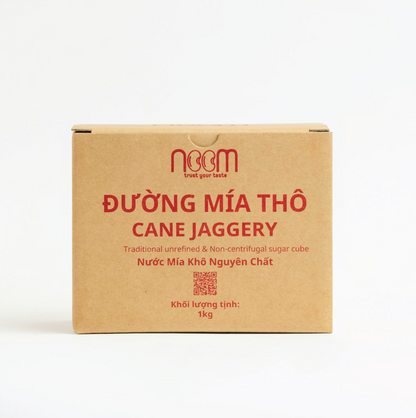 noom
trust your taste
ĐƯỜNG MÍA THÔ
CANE JAGGERY
Traditional unrefined & Non-centrifugal sugar cube
Nước Mía Khô Nguyên Chất
Khối lượng tịnh:
1kg